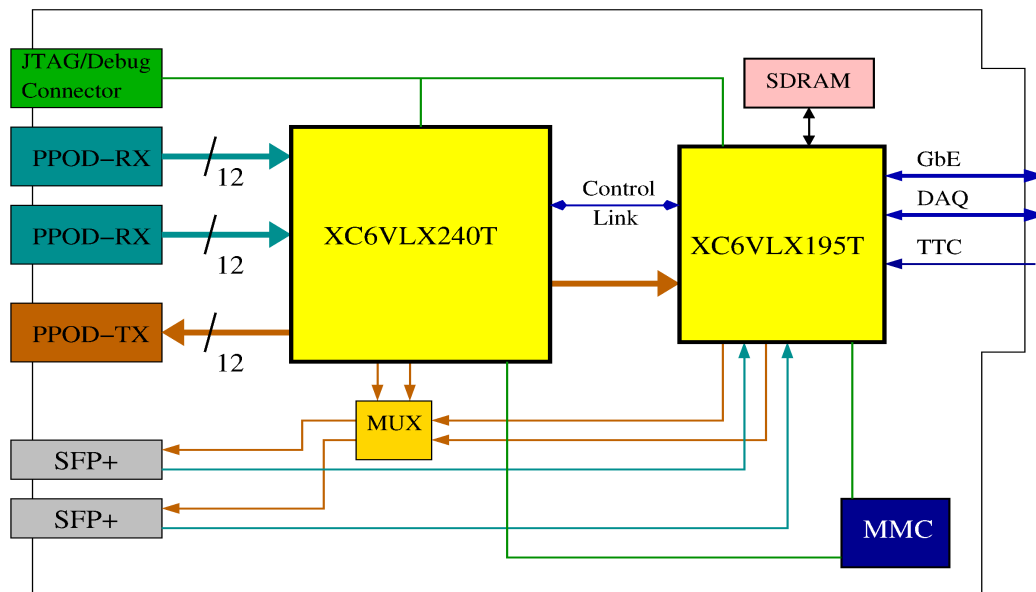 JTAG/Debug
Connector
SDRAM
PPOD−RX
12
GbE
Control
Link
DAQ
PPOD−RX
12
XC6VLX240T
XC6VLX195T
TTC
PPOD−TX
12
MUX
SFP+
SFP+
MMC